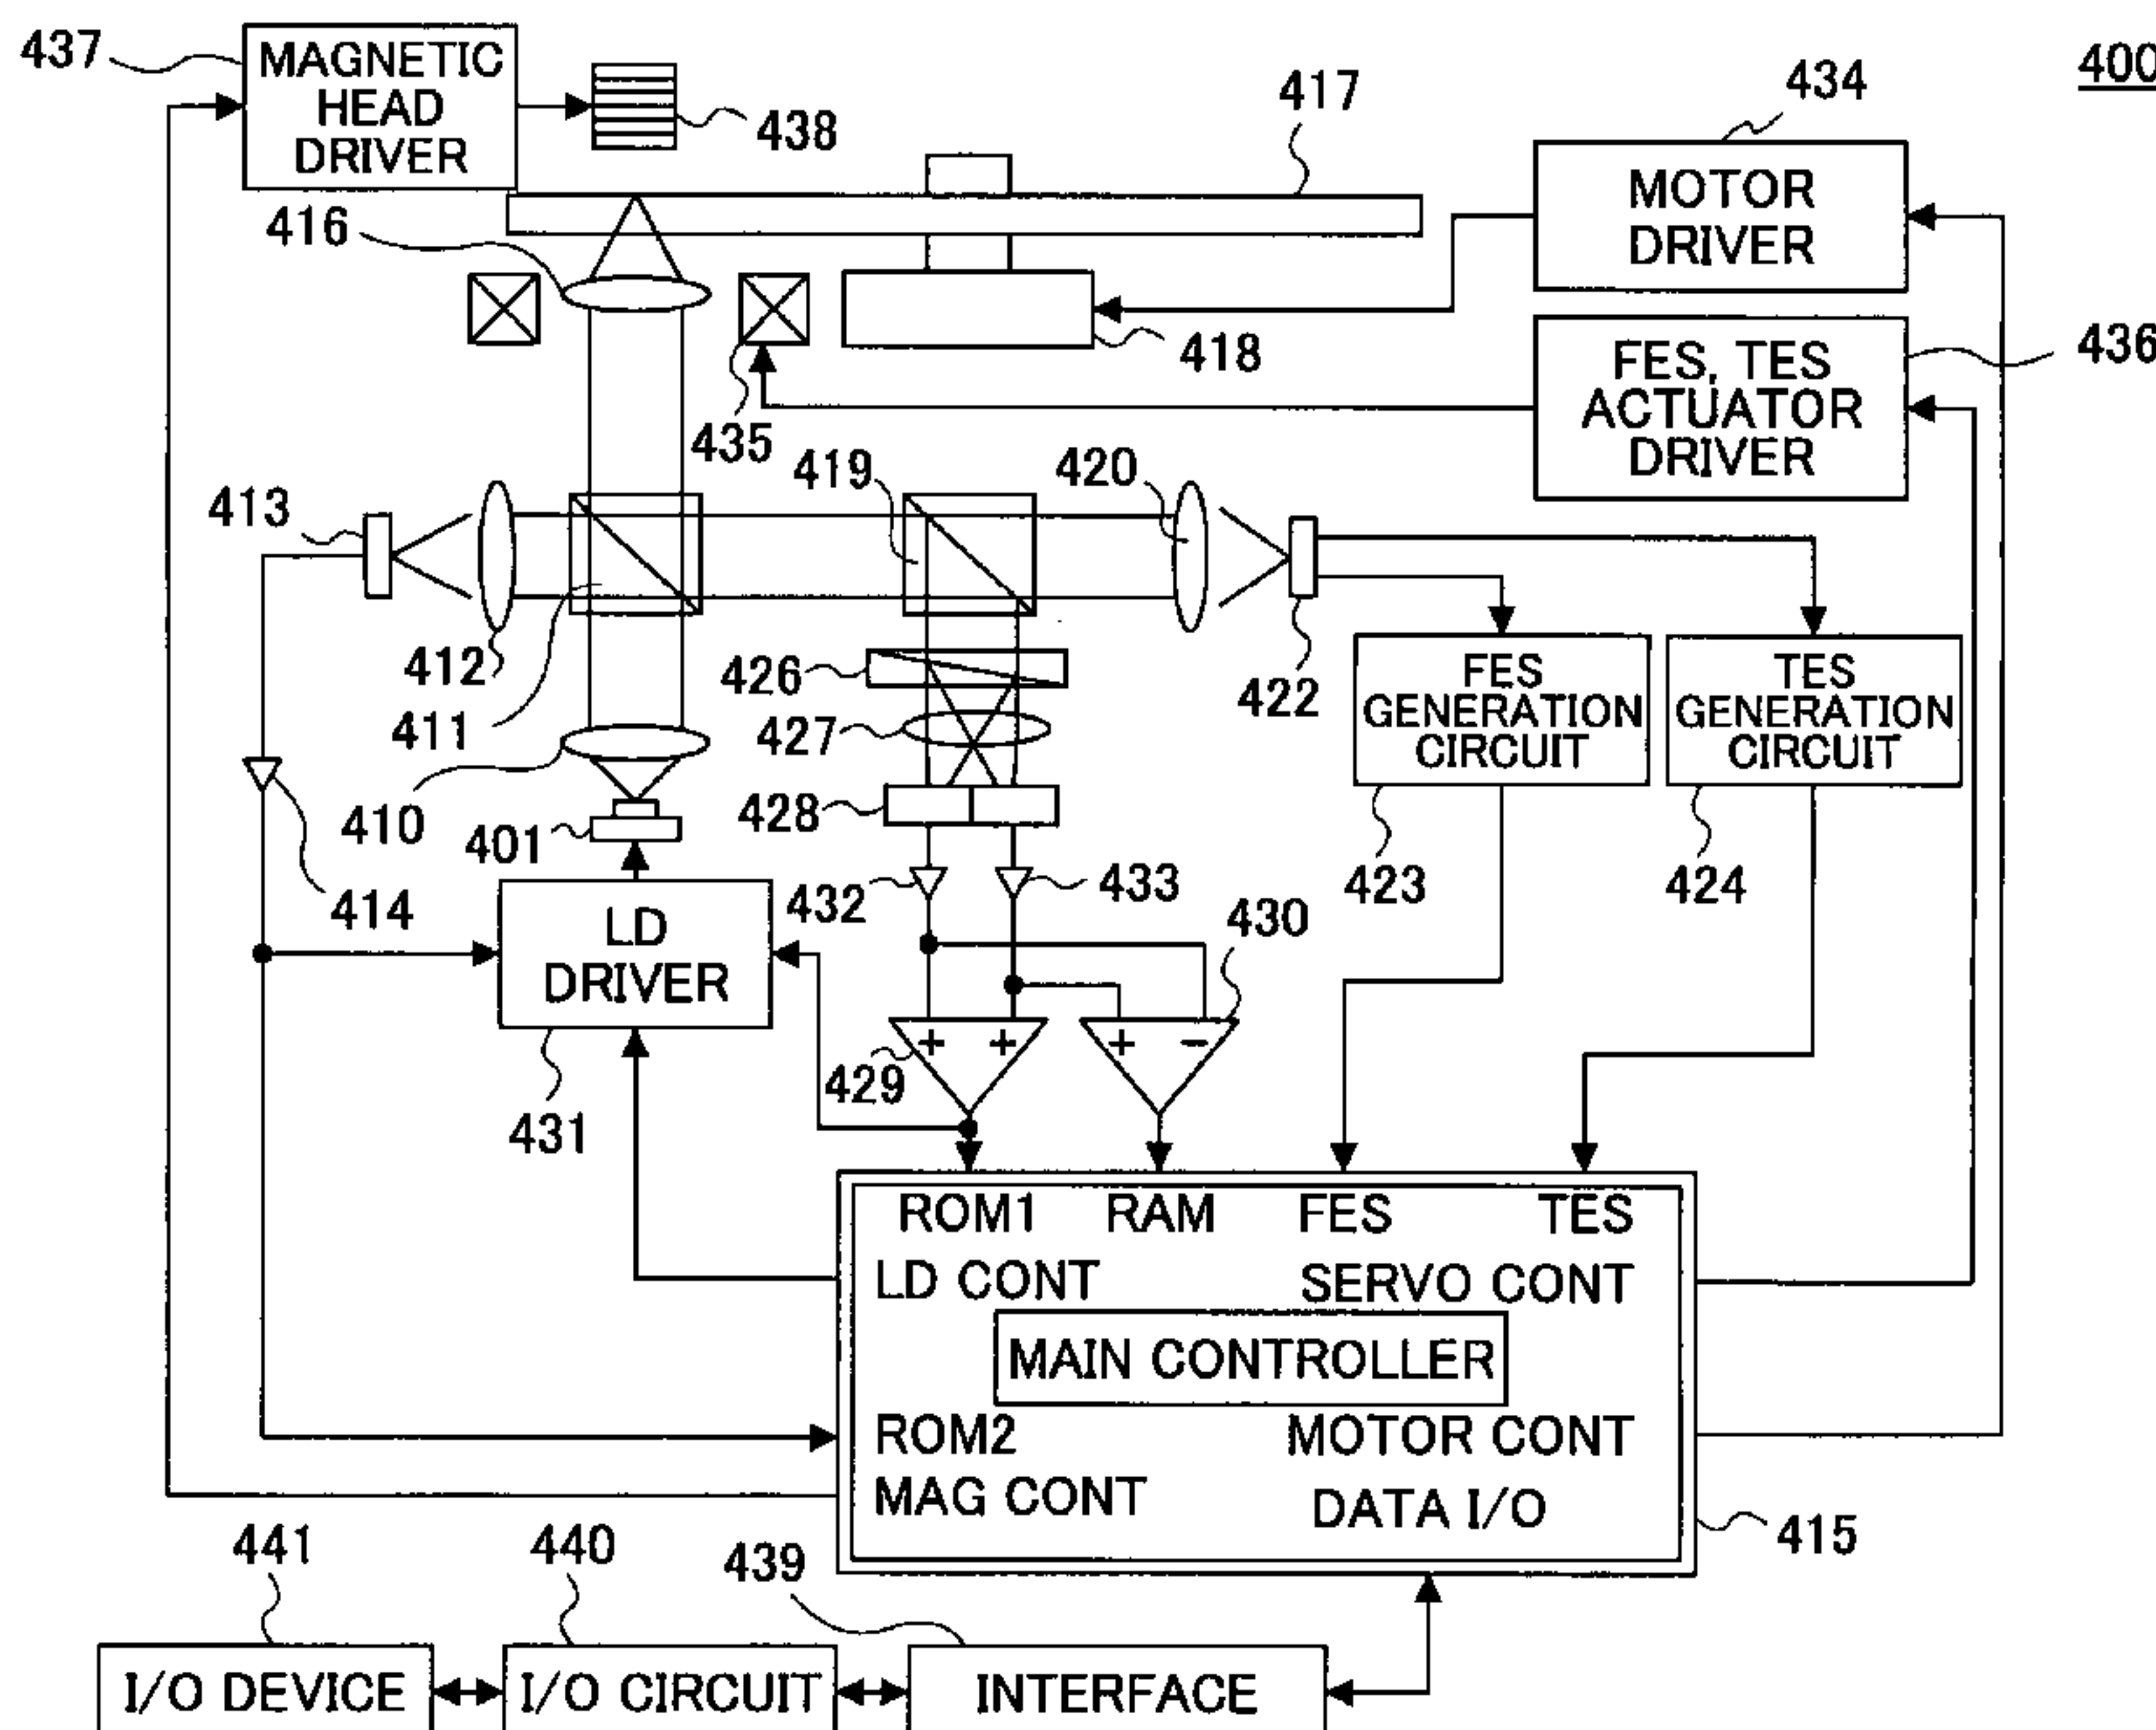 437
MAGNETIC
HEAD
DRIVER
438
417
434
400
MOTOR
DRIVER
416
418
436
FES, TES
ACTUATOR
DRIVER
435
413
419
420
412
411
426
427
422
FES
GENERATION
CIRCUIT
TES
GENERATION
CIRCUIT
410
401
428
414
432
433
423
424
430
LD
DRIVER
+ +
+ −
429
431
ROM1 RAM FES TES
LD CONT SERVO CONT
MAIN CONTROLLER
ROM2 MOTOR CONT
MAG CONT DATA I/O
415
441
440
439
I/O DEVICE
I/O CIRCUIT
INTERFACE